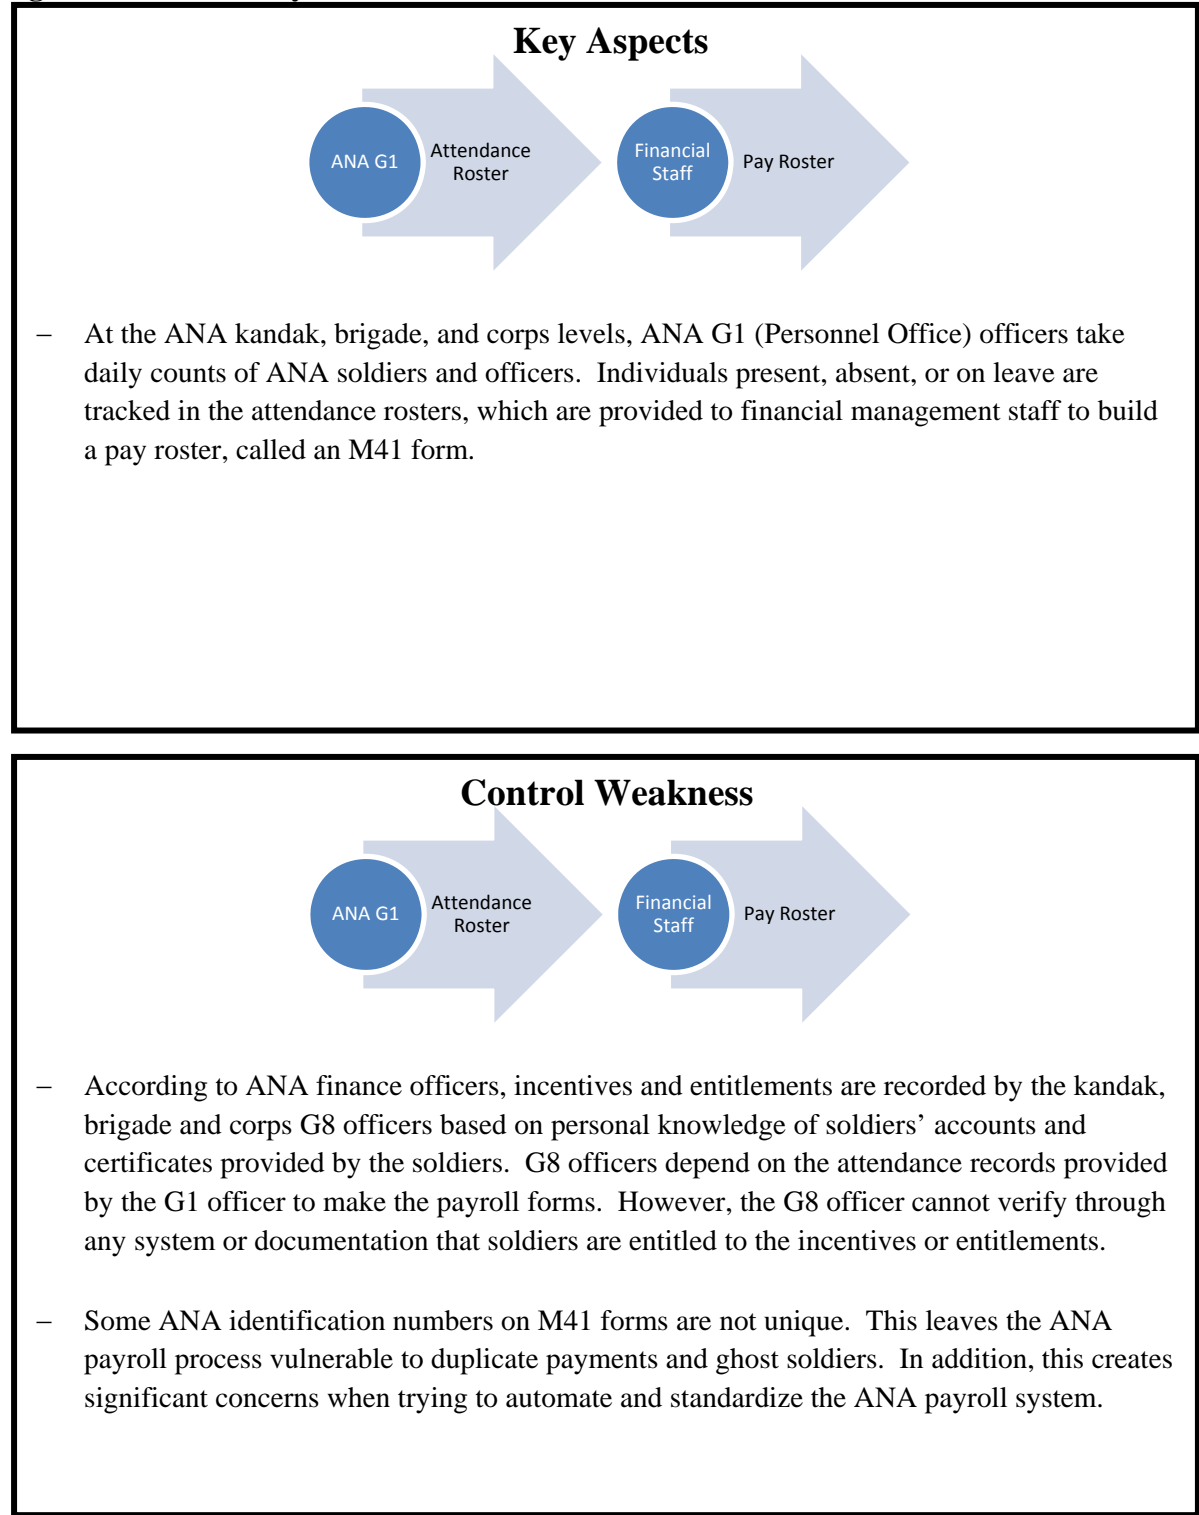 Key Aspects
ANA G1
Attendance
Roster
Financial
Staff
Pay Roster
– At the ANA kandak, brigade, and corps levels, ANA G1 (Personnel Office) officers take
daily counts of ANA soldiers and officers. Individuals present, absent, or on leave are
tracked in the attendance rosters, which are provided to financial management staff to build
a pay roster, called an M41 form.
Control Weakness
ANA G1
Attendance
Roster
Financial
Staff
Pay Roster
– According to ANA finance officers, incentives and entitlements are recorded by the kandak,
brigade and corps G8 officers based on personal knowledge of soldiers’ accounts and
certificates provided by the soldiers. G8 officers depend on the attendance records provided
by the G1 officer to make the payroll forms. However, the G8 officer cannot verify through
any system or documentation that soldiers are entitled to the incentives or entitlements.
– Some ANA identification numbers on M41 forms are not unique. This leaves the ANA
payroll process vulnerable to duplicate payments and ghost soldiers. In addition, this creates
significant concerns when trying to automate and standardize the ANA payroll system.